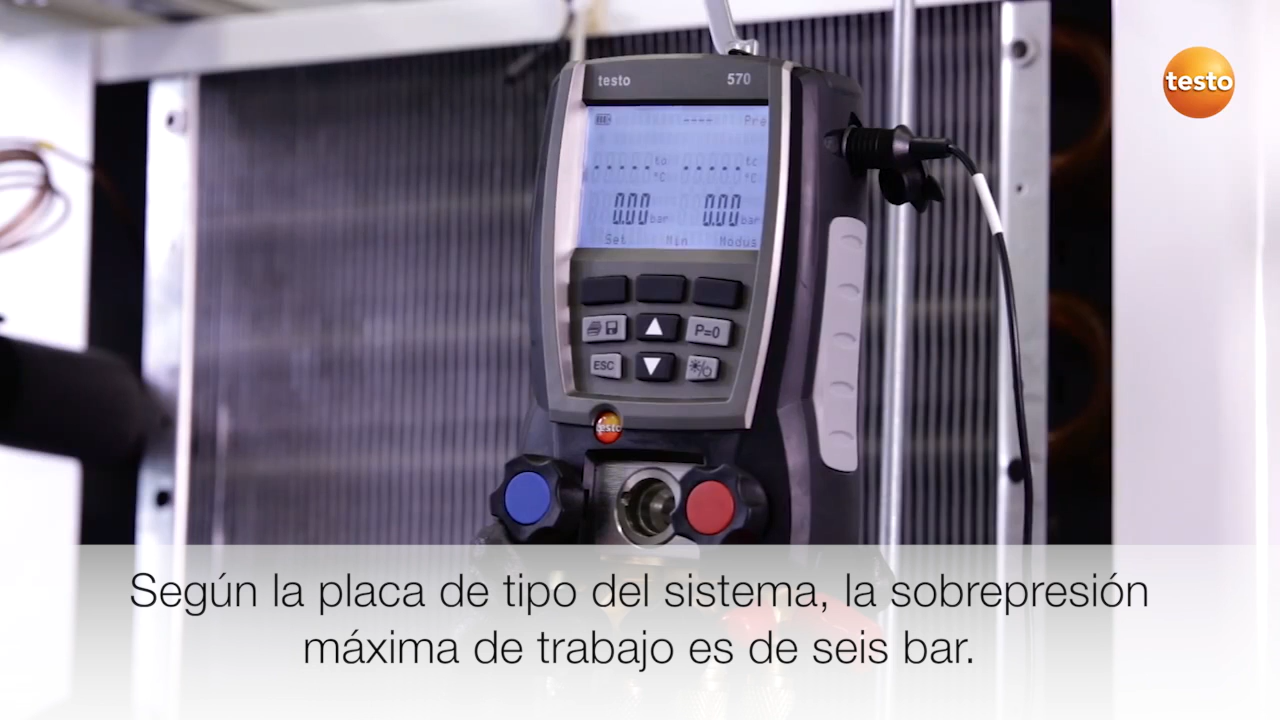 testo 570
testo
---- Pre
-----to -----tc
°C °C
0.00 bar 0.00 bar
Set Min Modus
P=0
ESC
testo
Según la placa de tipo del sistema, la sobrepresión
máxima de trabajo es de seis bar.